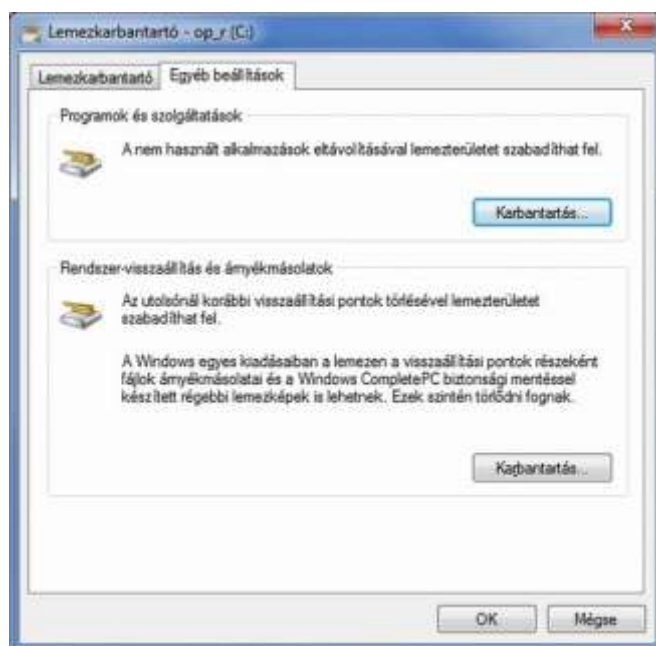 Lemezkarbantartó - op_r (C:)
Lemezkarbantartó
Egyéb beállítások
Programok és szolgáltatások
A nem használt alkalmazások eltávolításával lemezterületet szabadíthat fel.
Karbantartás...
Rendszer-visszaállítás és árnyékmásolatok
Az utolsónál korábbi visszaállítási pontok törlésével lemezterületet
szabadíthat fel.
A Windows egyes kiadásaiban a lemezen a visszaállítási pontok részeként
fájlok árnyékmásolatai és a Windows CompletePC biztonsági mentéssel
készített régebbi lemezképek is lehetnek. Ezek szintén törlődni fognak.
Karbantartás...
OK
Mégse